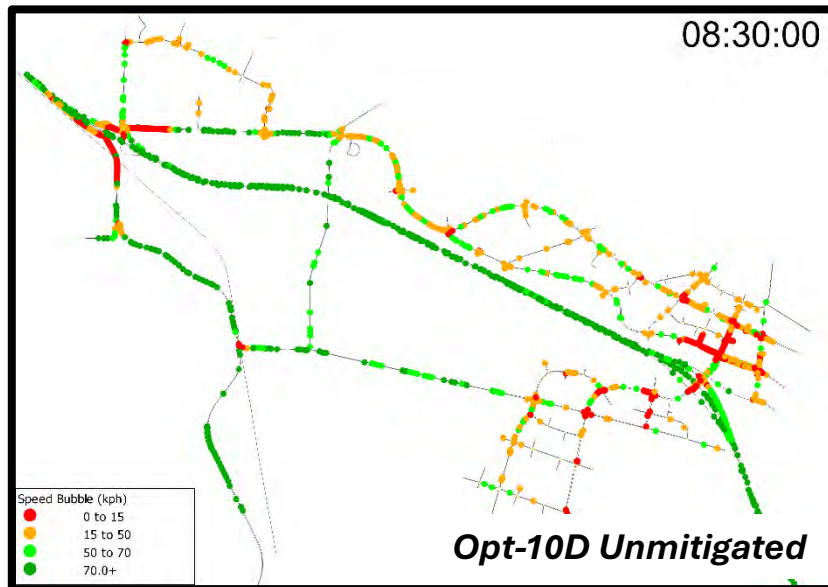 08:30:00
Speed Bubble (kph)
0 to 15
15 to 50
50 to 70
70.0+
Opt-10D Unmitigated